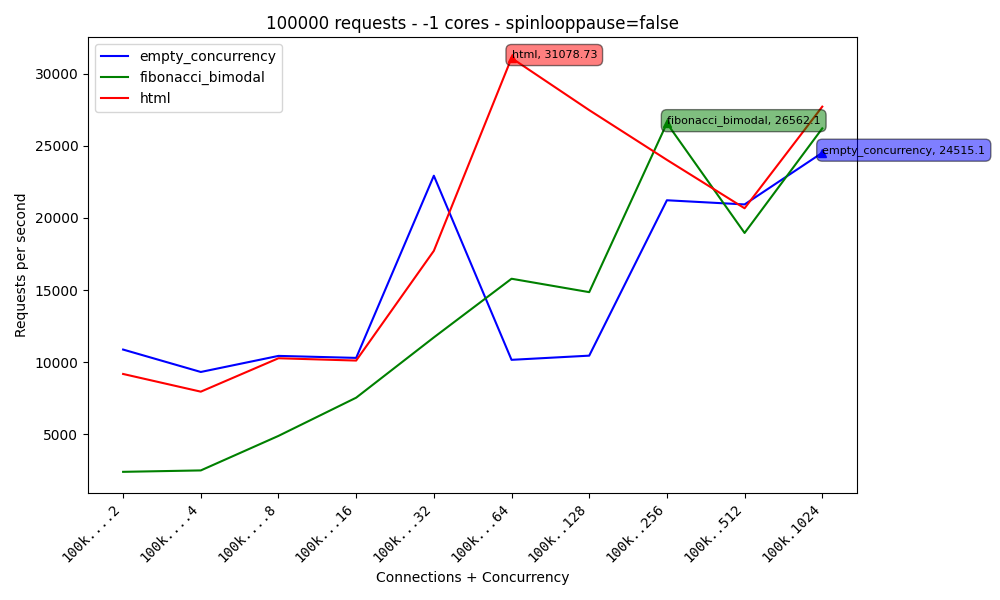 100000 requests - -1 cores - spinlooppause=false
empty_concurrency
fibonacci_bimodal
html
html, 31078.73
fibonacci_bimodal, 26562.1
empty_concurrency, 24515.1
Requests per second
30000
25000
20000
15000
10000
5000
100k....2
100k....4
100k....8
100k...16
100k...32
100k...64
100k..128
100k..256
100k..512
100k.1024
Connections + Concurrency